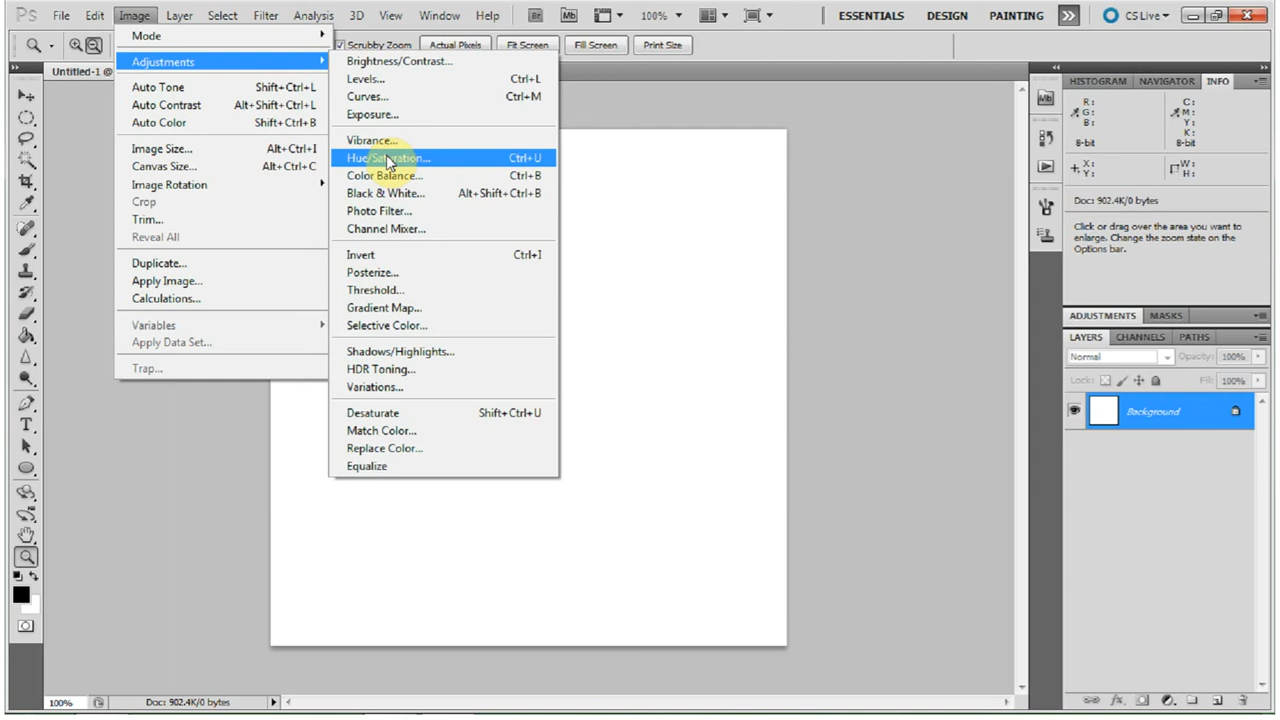 Ps File Edit Image Layer Select Filter Analysis 3D View Window Help Br Mb 100% ESSENTIALS DESIGN PAINTING CS Live
Scrubby Zoom Actual Pixels Fit Screen Fill Screen Print Size
Untitled-1 @
Mode
Adjustments
Auto Tone Shift+Ctrl+L
Auto Contrast Alt+Shift+Ctrl+L
Auto Color Shift+Ctrl+B
Image Size... Alt+Ctrl+I
Canvas Size... Alt+Ctrl+C
Image Rotation
Crop
Trim...
Reveal All
Duplicate...
Apply Image...
Calculations...
Variables
Apply Data Set...
Trap...
Brightness/Contrast...
Levels... Ctrl+L
Curves... Ctrl+M
Exposure...
Vibrance...
Hue/Saturation... Ctrl+U
Color Balance... Ctrl+B
Black & White... Alt+Shift+Ctrl+B
Photo Filter...
Channel Mixer...
Invert Ctrl+I
Posterize...
Threshold...
Gradient Map...
Selective Color...
Shadows/Highlights...
HDR Toning...
Variations...
Desaturate Shift+Ctrl+U
Match Color...
Replace Color...
Equalize
Mb
HISTOGRAM NAVIGATOR INFO
R: C:
G: M:
B: Y:
K:
8-bit 8-bit
X: W:
Y: H:
Doc: 902.4K/0 bytes
Click or drag over the area you want to
enlarge. Change the zoom state on the
Options bar.
ADJUSTMENTS MASKS
LAYERS CHANNELS PATHS
Normal Opacity: 100%
Lock: Fill: 100%
Background
T
100% Doc: 902.4K/0 bytes
fx